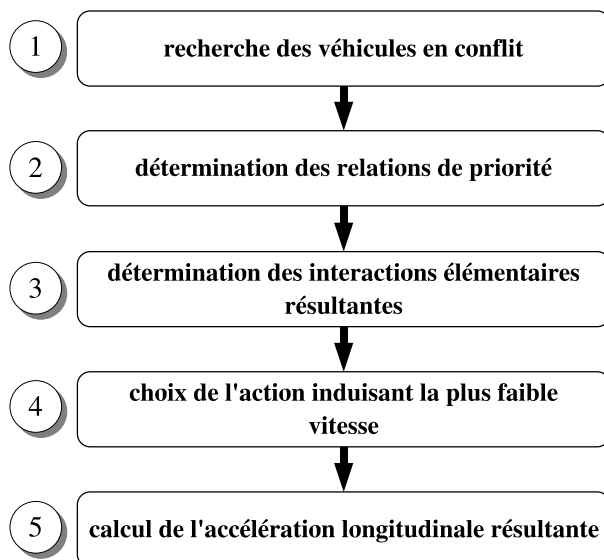 1
recherche des véhicules en conflit
2
détermination des relations de priorité
3
détermination des interactions élémentaires
résultantes
4
choix de l'action induisant la plus faible
vitesse
5
calcul de l'accélération longitudinale résultante